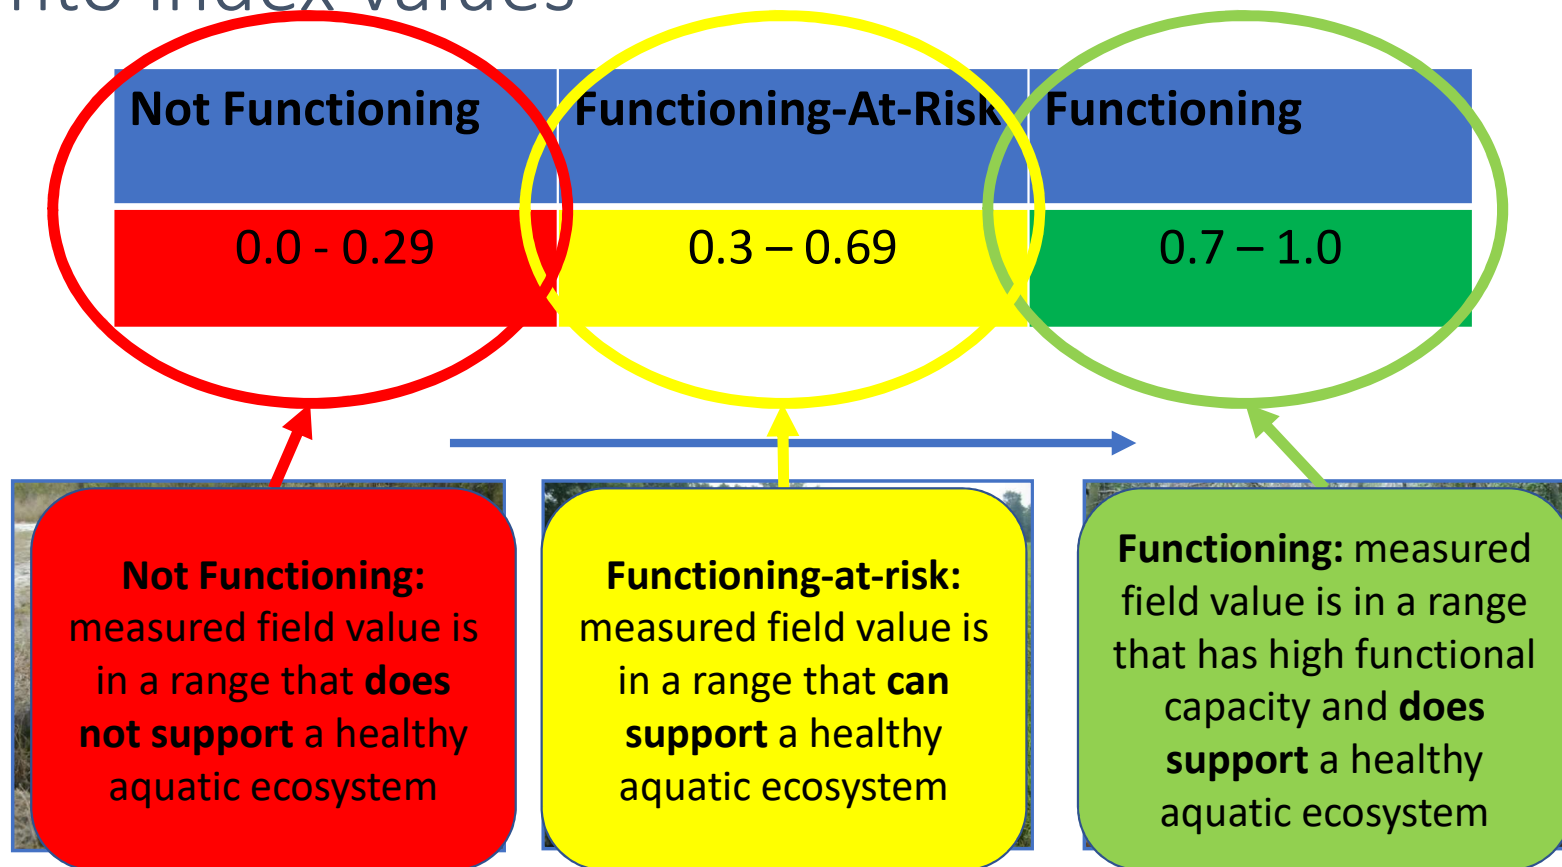 nto index values
Not Functioning
Functioning-At-Risk
Functioning
0.0 - 0.29
0.3 – 0.69
0.7 – 1.0
Not Functioning:
measured field value is
in a range that does
not support a healthy
aquatic ecosystem
Functioning-at-risk:
measured field value is
in a range that can
support a healthy
aquatic ecosystem
Functioning: measured
field value is in a range
that has high functional
capacity and does
support a healthy
aquatic ecosystem